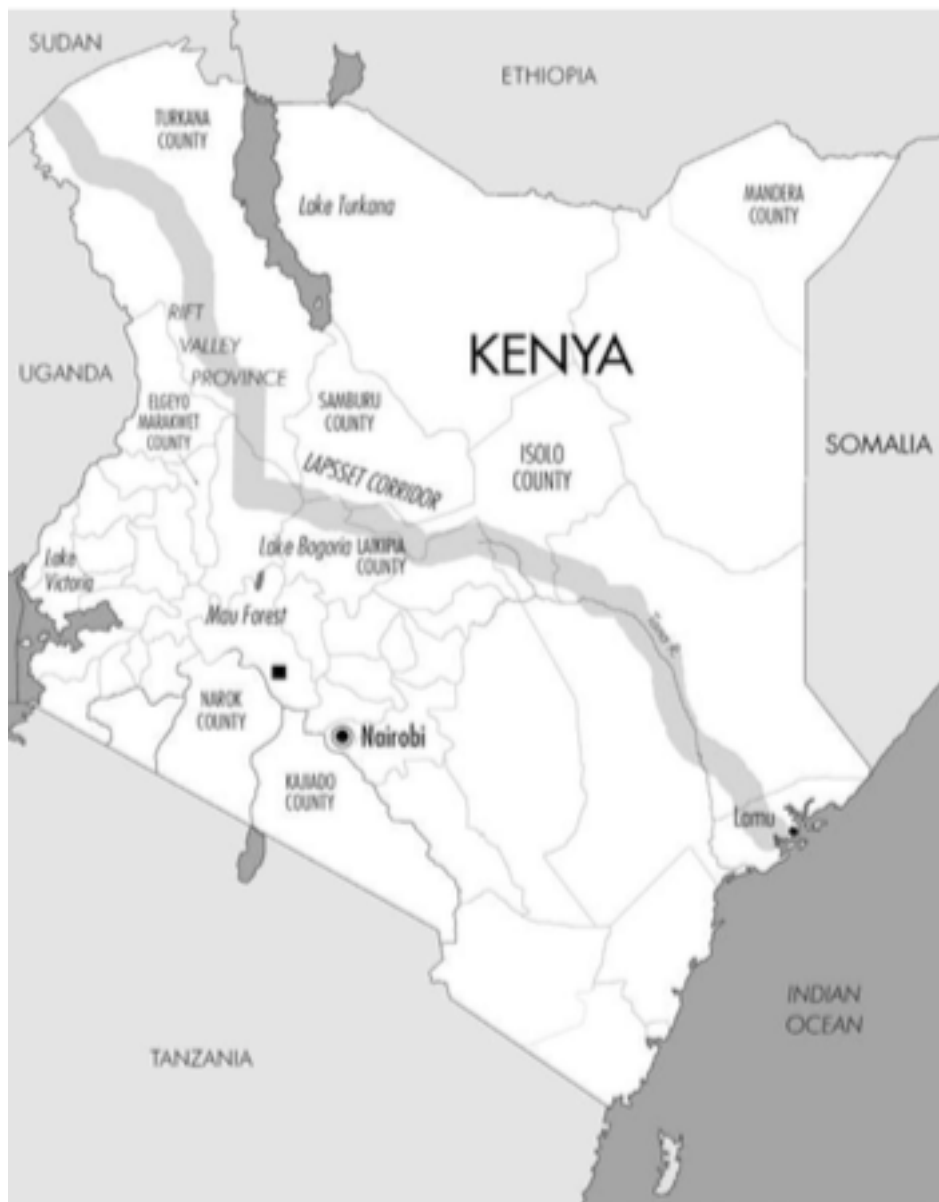 SUDAN
ETHIOPIA
TURKANA
COUNTY
MANDERA
COUNTY
Lake Turkana
RIFT
VALLEY
PROVINCE
KENYA
UGANDA
ELGEYO
MARAKWET
COUNTY
SAMBURU
COUNTY
ISOLO
COUNTY
SOMALIA
LAPSSET CORRIDOR
Lake Bogoria
LAIKIPIA
COUNTY
Lake
Victoria
Mau Forest
Tana R.
NAROK
COUNTY
Nairobi
KAJIADO
COUNTY
Lamu
INDIAN
OCEAN
TANZANIA